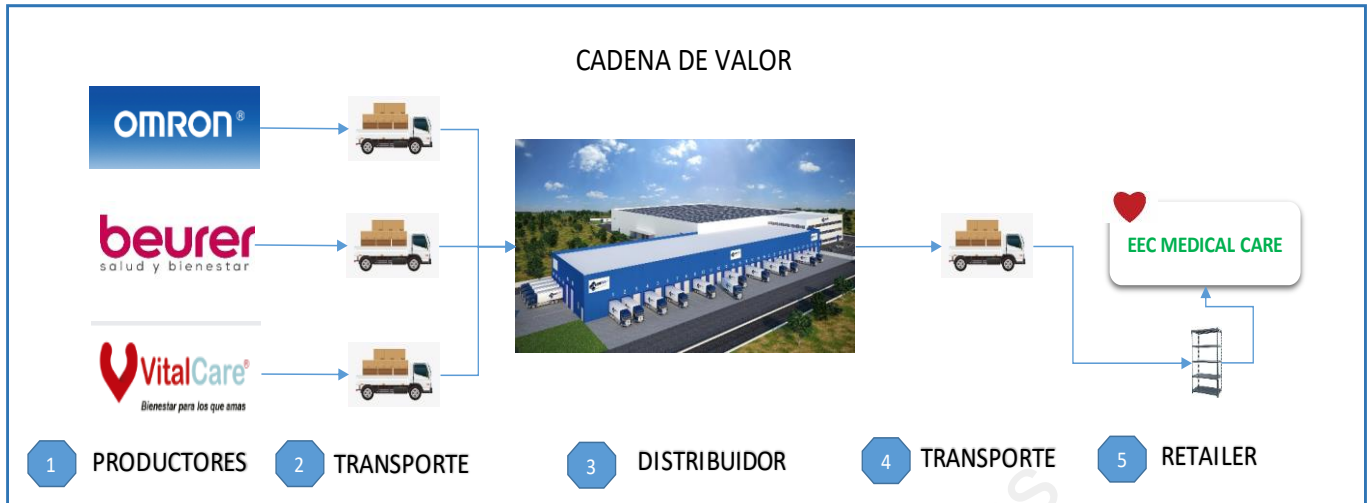 CADENA DE VALOR
OMRON®
beurer
salud y bienestar
VitalCare®
Bienestar para los que amas
EEC MEDICAL CARE
1 PRODUCTORES
2 TRANSPORTE
3 DISTRIBUIDOR
4 TRANSPORTE
5 RETAILER